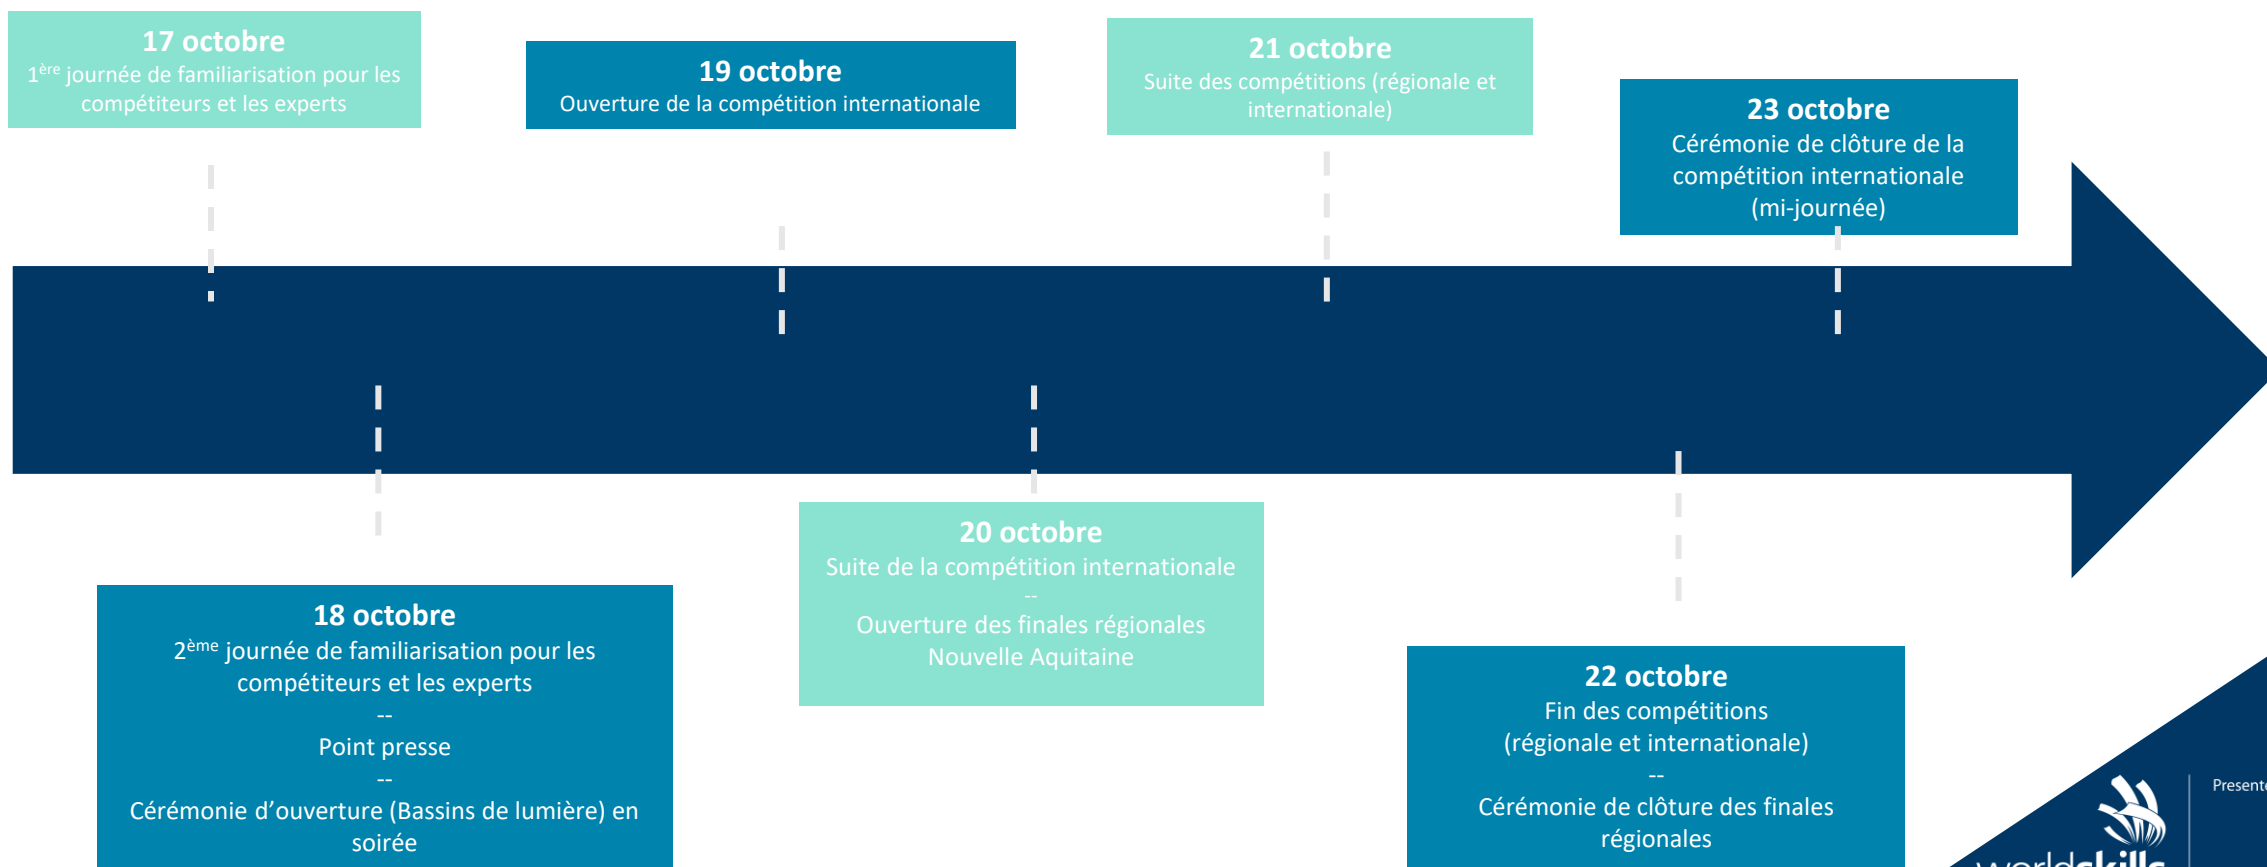 17 octobre
1ère journée de familiarisation pour les
compétiteurs et les experts
19 octobre
Ouverture de la compétition internationale
21 octobre
Suite des compétitions (régionale et
internationale)
23 octobre
Cérémonie de clôture de la
compétition internationale
(mi-journée)
18 octobre
2ème journée de familiarisation pour les
compétiteurs et les experts
--
Point presse
--
Cérémonie d’ouverture (Bassins de lumière) en
soirée
20 octobre
Suite de la compétition internationale
--
Ouverture des finales régionales
Nouvelle Aquitaine
22 octobre
Fin des compétitions
(régionale et internationale)
--
Cérémonie de clôture des finales
régionales
Presente
worldskills